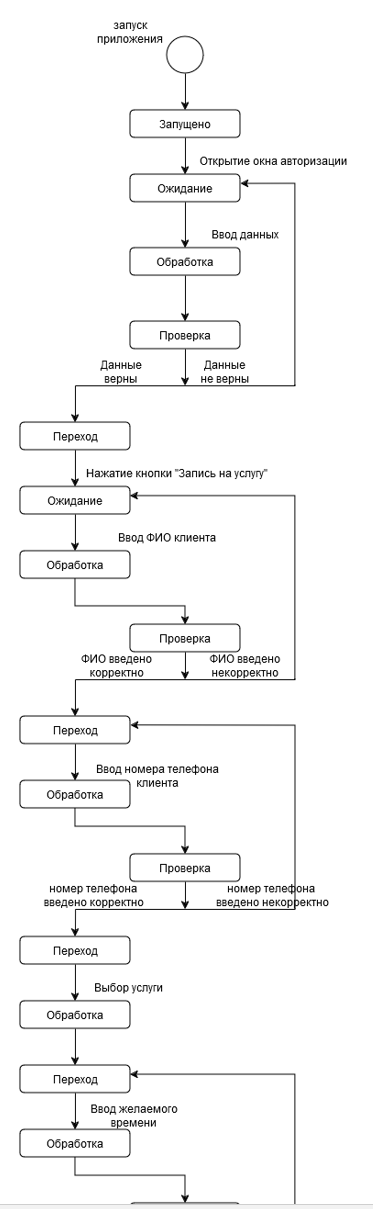 запуск
приложения
Запущено
Открытие окна авторизации
Ожидание
Ввод данных
Обработка
Проверка
Данные
верны
Данные
не верны
Переход
Нажатие кнопки "Запись на услугу"
Ожидание
Ввод ФИО клиента
Обработка
Проверка
ФИО введено
корректно
ФИО введено
некорректно
Переход
Ввод номера телефона
клиента
Обработка
Проверка
номер телефона
введено корректно
номер телефона
введено некорректно
Переход
Выбор услуги
Обработка
Переход
Ввод желаемого
времени
Обработка